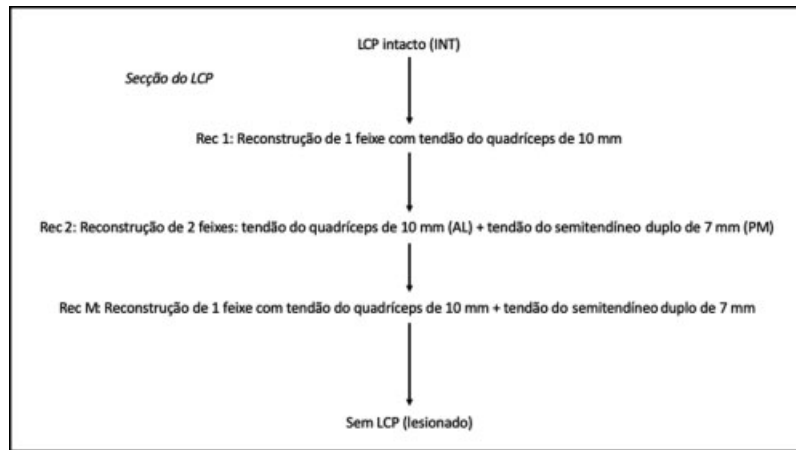 LCP intacto (INT)
Secção do LCP
Rec 1: Reconstrução de 1 feixe com tendão do quadríceps de 10 mm
Rec 2: Reconstrução de 2 feixes: tendão do quadríceps de 10 mm (AL) + tendão do semitendíneo duplo de 7 mm (PM)
Rec M: Reconstrução de 1 feixe com tendão do quadríceps de 10 mm + tendão do semitendíneo duplo de 7 mm
Sem LCP (lesionado)